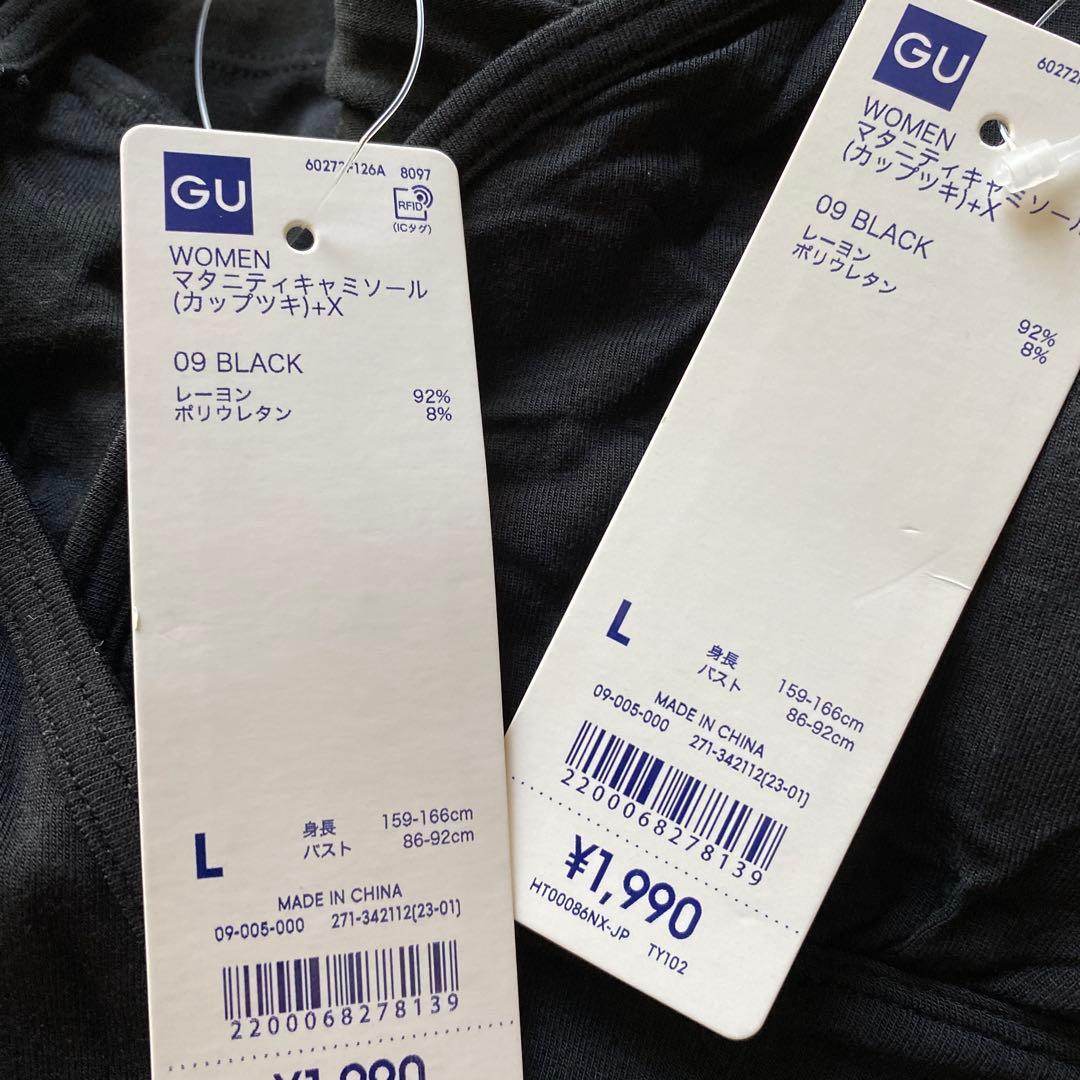 GU
60272-126A 8097
RFID
(ICタグ)
WOMEN
マタニティキャミソール
(カップツキ)+X
09 BLACK
レーヨン 92%
ポリウレタン 8%
L
身長 159-166cm
バスト 86-92cm
MADE IN CHINA
09-005-000 271-342112(23-01)
2200068278139
¥1,990
GU
WOMEN
マタニティキャミソール
(カップツキ)+X
09 BLACK
レーヨン 92%
ポリウレタン 8%
L
身長 159-166cm
バスト 86-92cm
MADE IN CHINA
09-005-000 271-342112(23-01)
2200068278139
¥1,990
HT00086NX-JP TY102